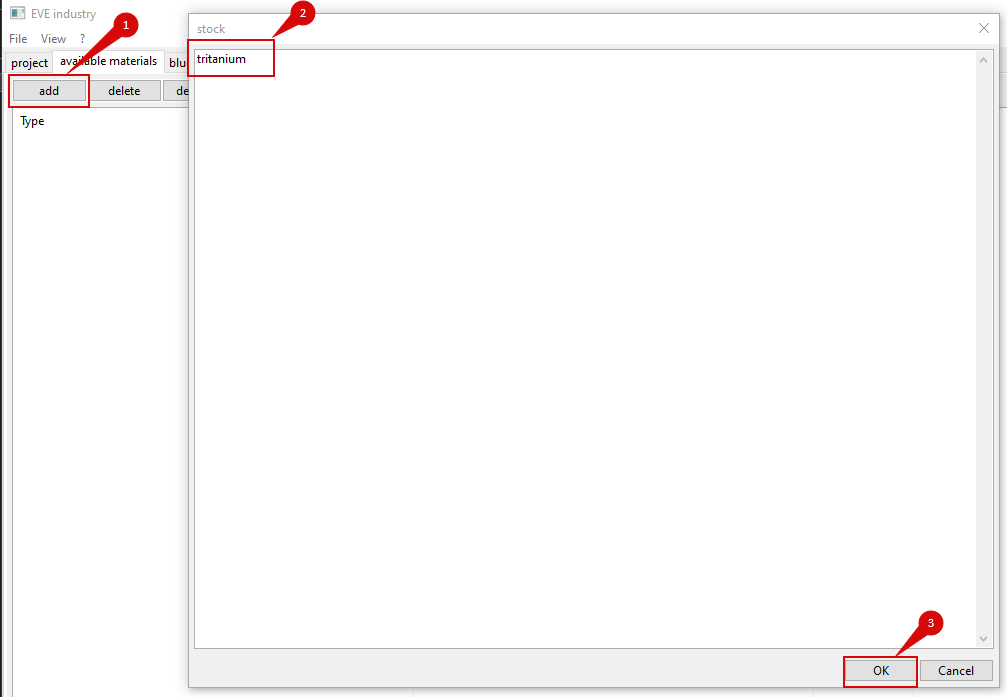 EVE industry
File View ?
project available materials blu
add delete de
Type
stock
tritanium
OK Cancel
1
2
3